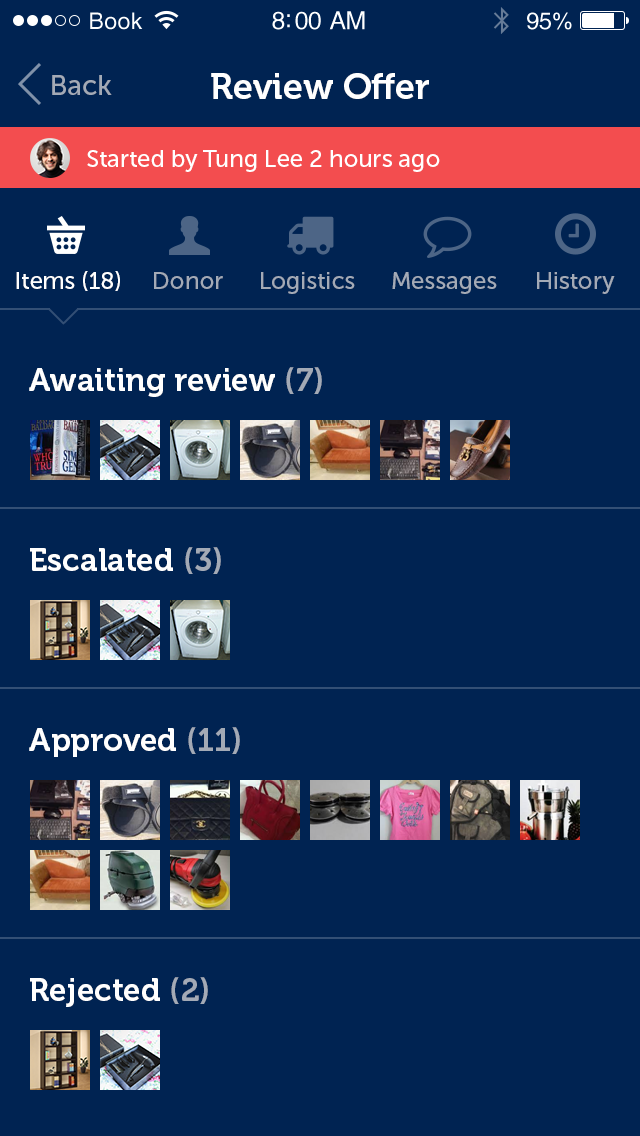 Book 8:00 AM 95%
Back Review Offer
Started by Tung Lee 2 hours ago
Items (18) Donor Logistics Messages History
Awaiting review (7)
Escalated (3)
Approved (11)
Rejected (2)